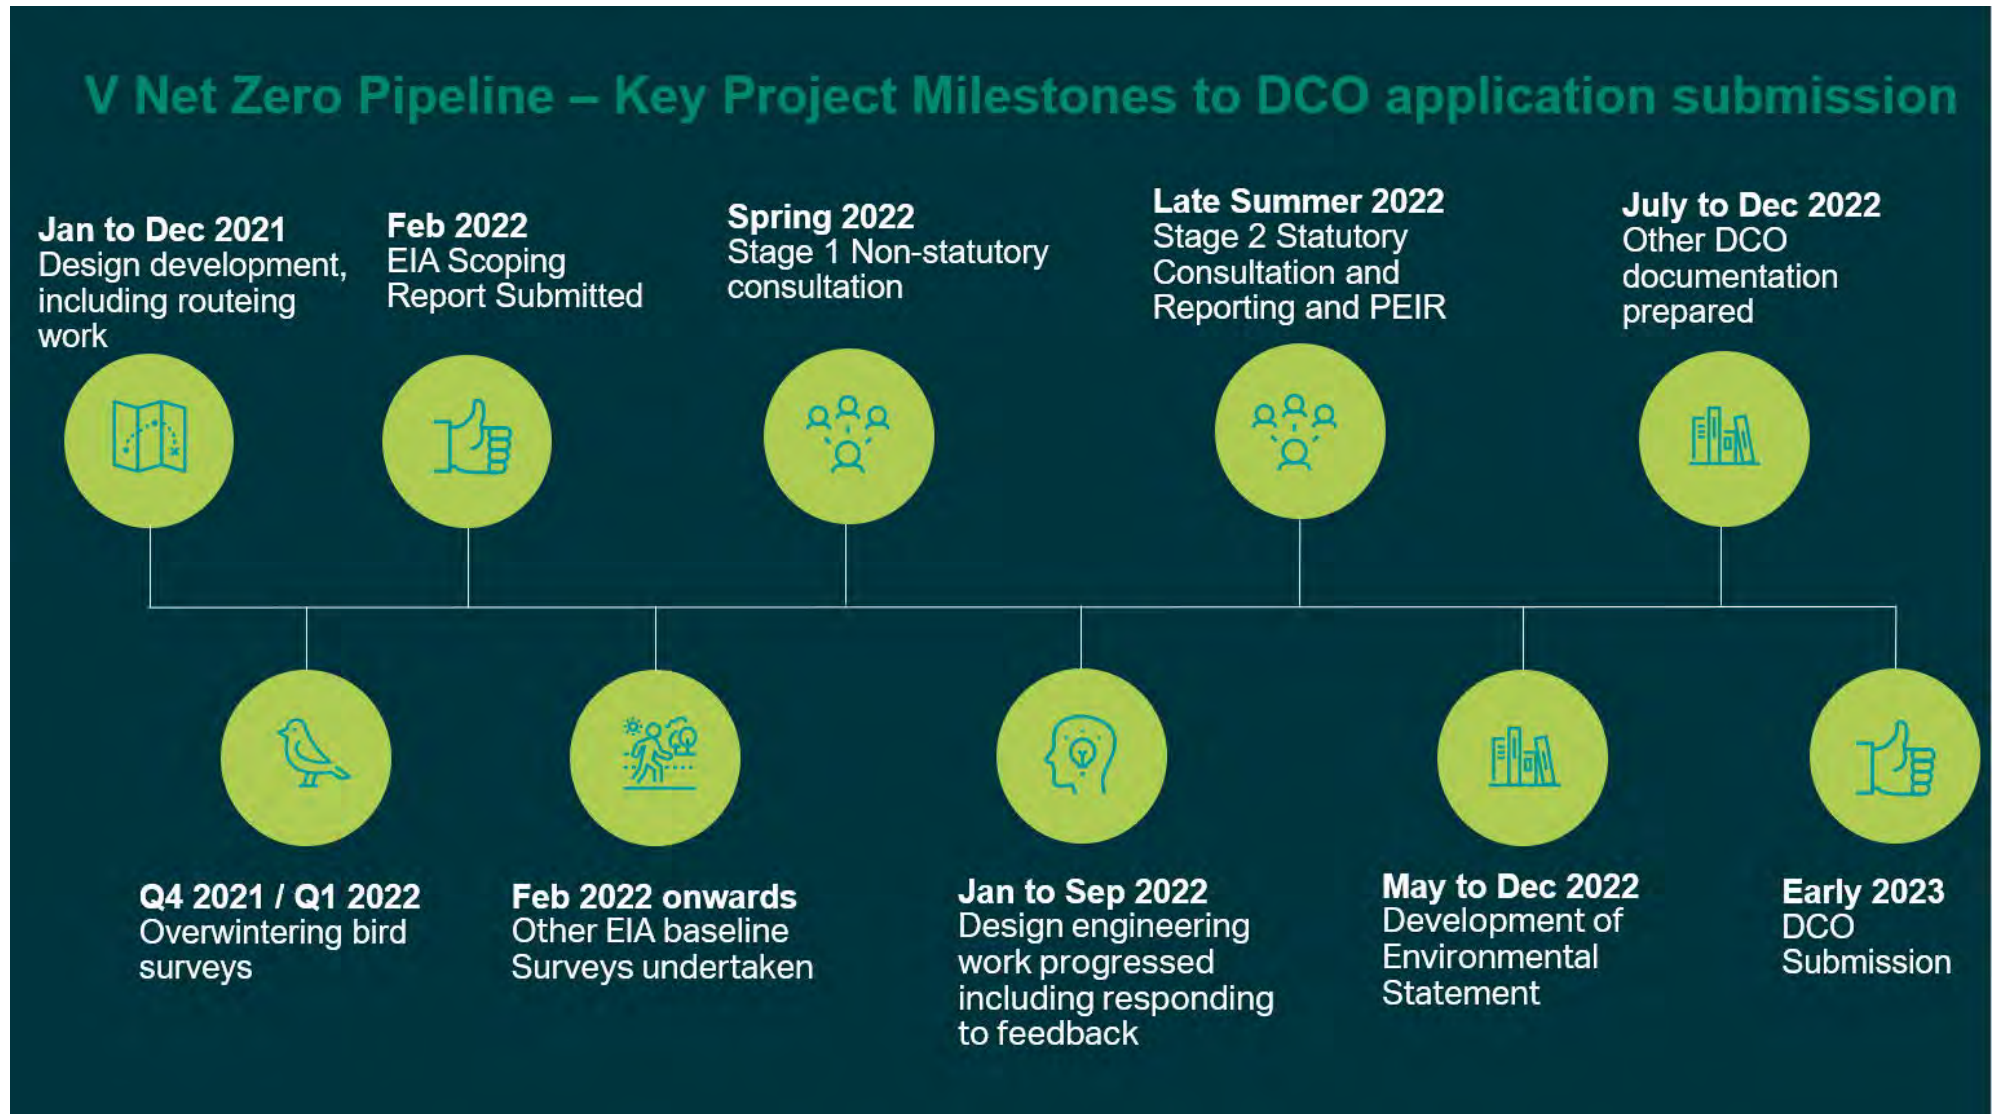 V Net Zero Pipeline – Key Project Milestones to DCO application submission
Jan to Dec 2021
Design development,
including routeing
work
Feb 2022
EIA Scoping
Report Submitted
Spring 2022
Stage 1 Non-statutory
consultation
Late Summer 2022
Stage 2 Statutory
Consultation and
Reporting and PEIR
July to Dec 2022
Other DCO
documentation
prepared
Q4 2021 / Q1 2022
Overwintering bird
surveys
Feb 2022 onwards
Other EIA baseline
Surveys undertaken
Jan to Sep 2022
Design engineering
work progressed
including responding
to feedback
May to Dec 2022
Development of
Environmental
Statement
Early 2023
DCO
Submission